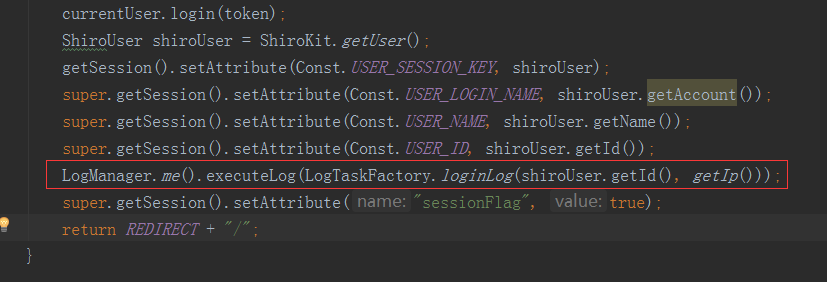 currentUser.login(token);
ShiroUser shiroUser = ShiroKit.getUser();
getSession().setAttribute(Const.USER_SESSION_KEY, shiroUser);
super.getSession().setAttribute(Const.USER_LOGIN_NAME, shiroUser.getAccount());
super.getSession().setAttribute(Const.USER_NAME, shiroUser.getName());
super.getSession().setAttribute(Const.USER_ID, shiroUser.getId());
LogManager.me().executeLog(LogTaskFactory.loginLog(shiroUser.getId(), getIp()));
super.getSession().setAttribute( name: "sessionFlag", value: true);
return REDIRECT + "/";
}